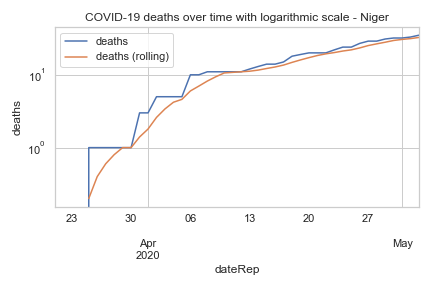 COVID-19 deaths over time with logarithmic scale - Niger
deaths
deaths (rolling)
10¹
10⁰
deaths
23 30 06 13 20 27
Apr May
2020
dateRep